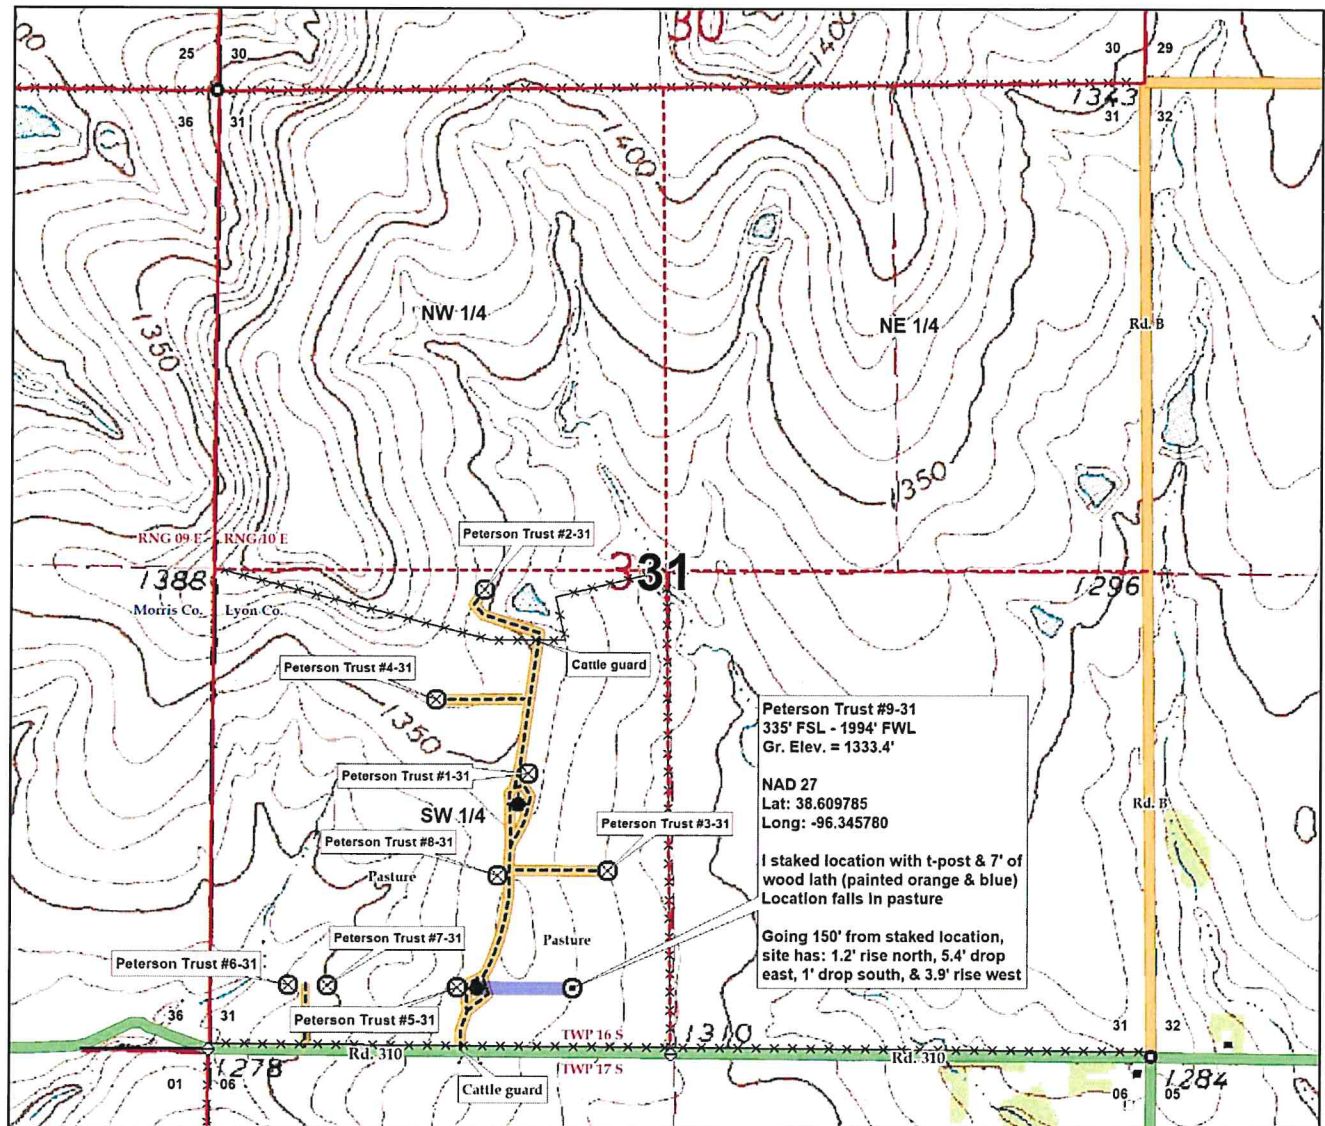 30
1400
00
25
30
30
29
1343
36
31
31
32
1400
1350
NW 1/4
NE 1/4
Rd. B
1350
Peterson Trust #2-31
RNG 09 E
RNG 10 E
3
31
1388
1296
Morris Co.
Lyon Co.
Cattle guard
Peterson Trust #4-31
1350
Peterson Trust #9-31
335' FSL - 1994' FWL
Gr. Elev. = 1333.4'
NAD 27
Lat: 38.609785
Long: -96.345780
I staked location with t-post & 7' of
wood lath (painted orange & blue)
Location falls in pasture
Going 150' from staked location,
site has: 1.2' rise north, 5.4' drop
east, 1' drop south, & 3.9' rise west
Peterson Trust #1-31
Rd. B
SW 1/4
Peterson Trust #3-31
Peterson Trust #8-31
Pasture
Peterson Trust #7-31
Pasture
Peterson Trust #6-31
Peterson Trust #5-31
36
31
31
32
TWP 16 S
1310
Rd. 310
Rd. 310
TWP 17 S
1278
1284
01
06
Cattle guard
06
05